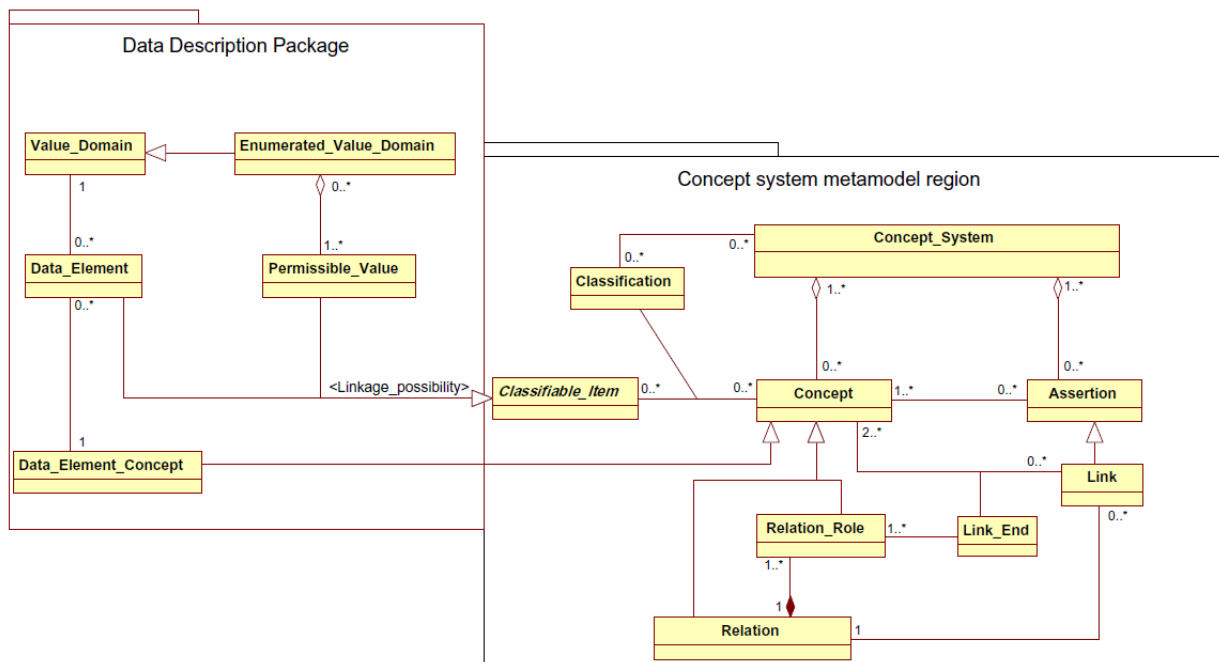 Data Description Package
Value_Domain
Enumerated_Value_Domain
1
0..*
0..*
1..*
Data_Element
Permissible_Value
0..*
<Linkage_possibility>
1
Data_Element_Concept
Concept system metamodel region
Concept_System
0..*
0..*
Classification
1..*
1..*
0..*
0..*
Classifiable_Item
0..*
0..*
Concept
1..*
0..*
Assertion
2..*
0..*
Link
0..*
Relation_Role
1..*
Link_End
1..*
1
Relation
1